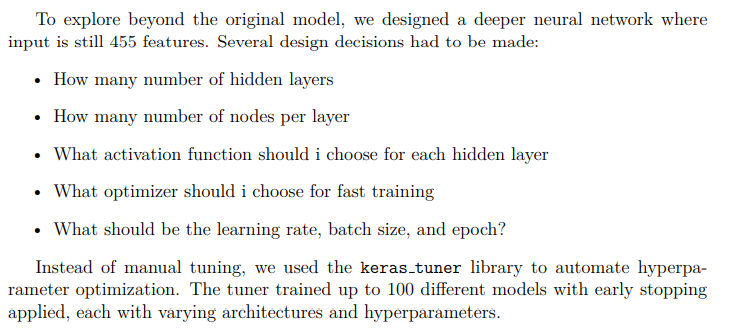 To explore beyond the original model, we designed a deeper neural network where
input is still 455 features. Several design decisions had to be made:
• How many number of hidden layers
• How many number of nodes per layer
• What activation function should i choose for each hidden layer
• What optimizer should i choose for fast training
• What should be the learning rate, batch size, and epoch?
Instead of manual tuning, we used the keras_tuner library to automate hyperpa-
rameter optimization. The tuner trained up to 100 different models with early stopping
applied, each with varying architectures and hyperparameters.